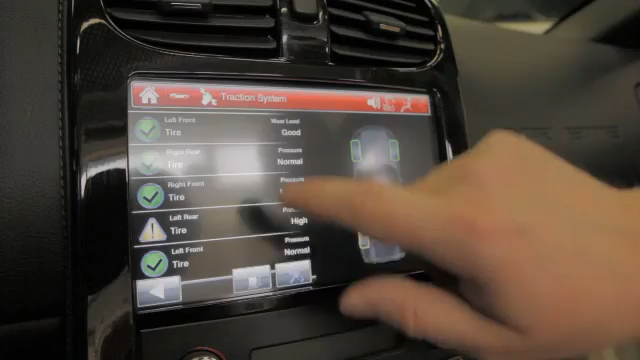 Traction System
Left Front
Wear Level
Tire
Good
Right Rear
Pressure
Tire
Normal
Right Front
Pressure
Tire
Left Rear
Tire
High
Left Front
Pressure
Tire
Normal